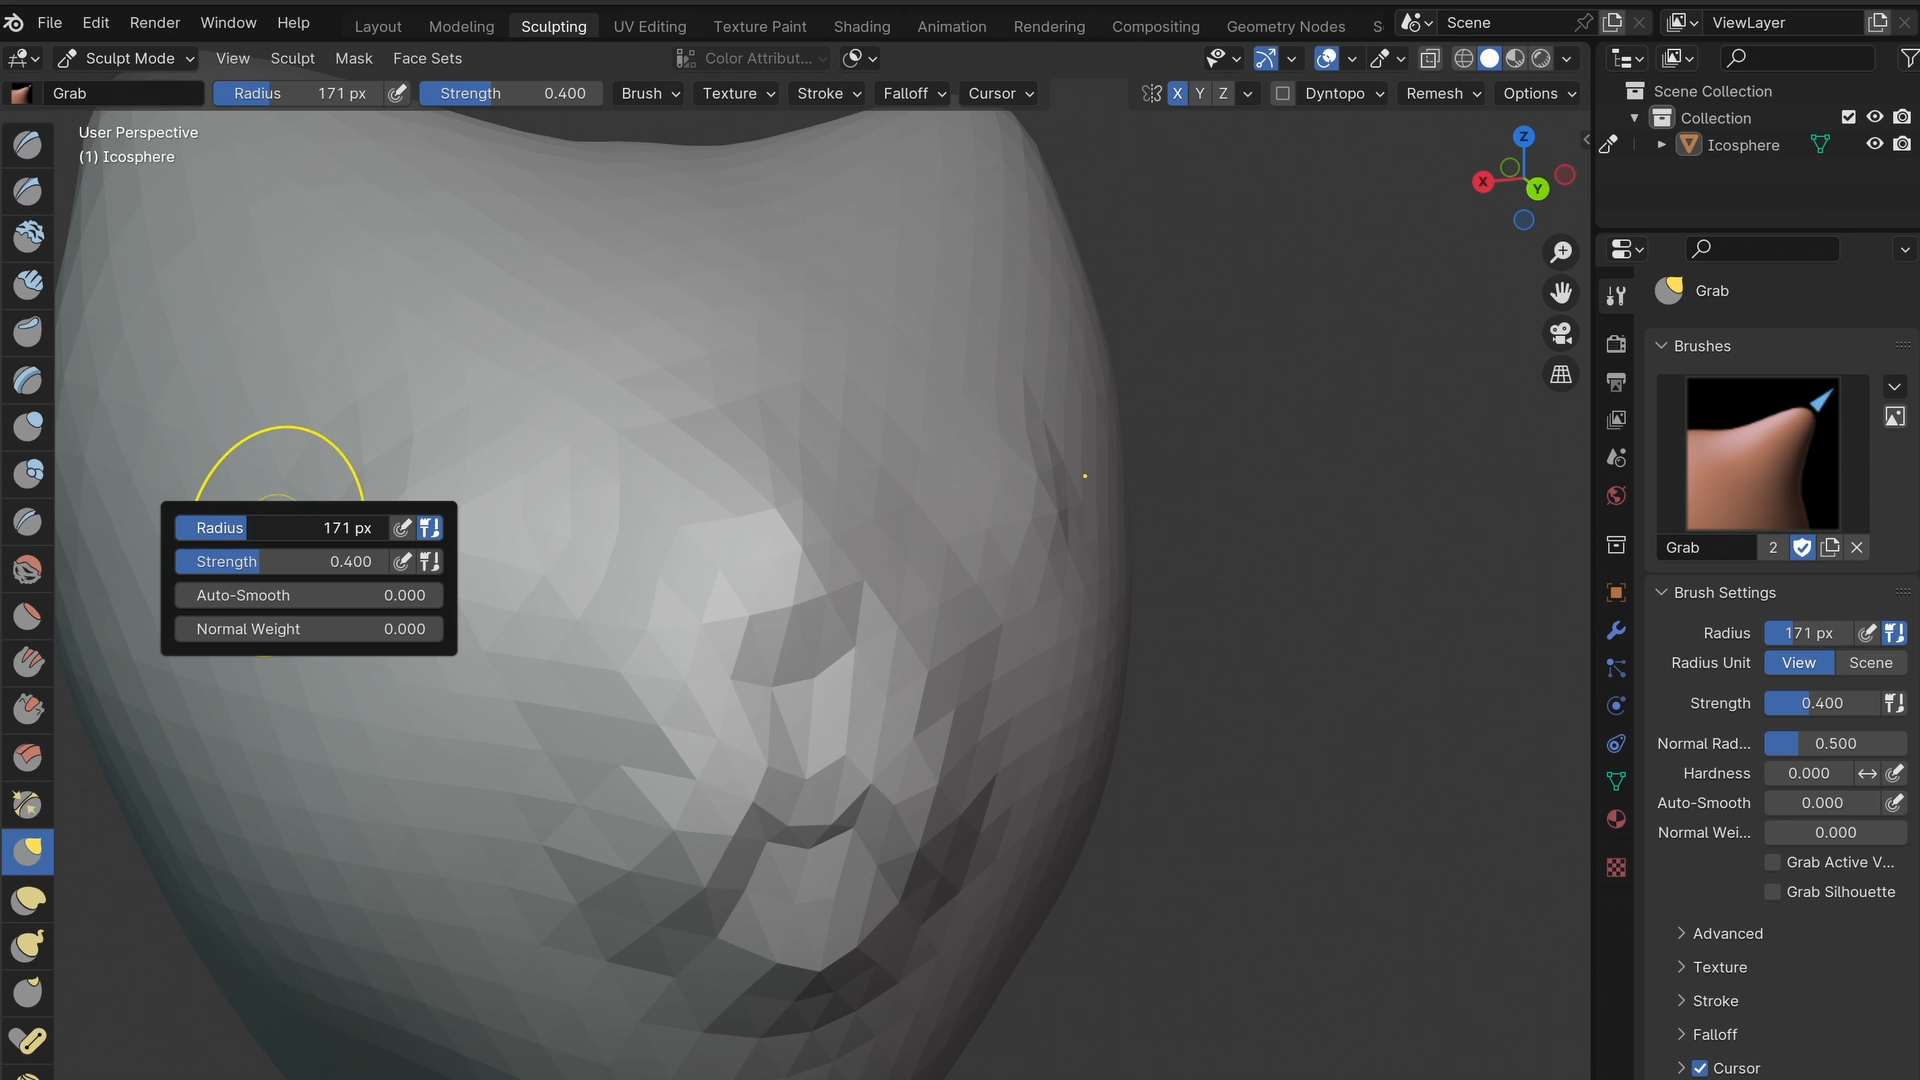 File Edit Render Window Help Layout Modeling Sculpting UV Editing Texture Paint Shading Animation Rendering Compositing Geometry Nodes S Scene ViewLayer
Sculpt Mode View Sculpt Mask Face Sets Color Attribut...
Grab Radius 171 px Strength 0.400 Brush Texture Stroke Falloff Cursor X Y Z Dyntopo Remesh Options
User Perspective
(1) Icosphere
Z
X
Y
Radius 171 px
Strength 0.400
Auto-Smooth 0.000
Normal Weight 0.000
Scene Collection
Collection
Icosphere
Grab
Brushes
Grab 2
Brush Settings
Radius 171 px
Radius Unit View Scene
Strength 0.400
Normal Rad... 0.500
Hardness 0.000
Auto-Smooth 0.000
Normal Wei... 0.000
Grab Active V...
Grab Silhouette
Advanced
Texture
Stroke
Falloff
Cursor